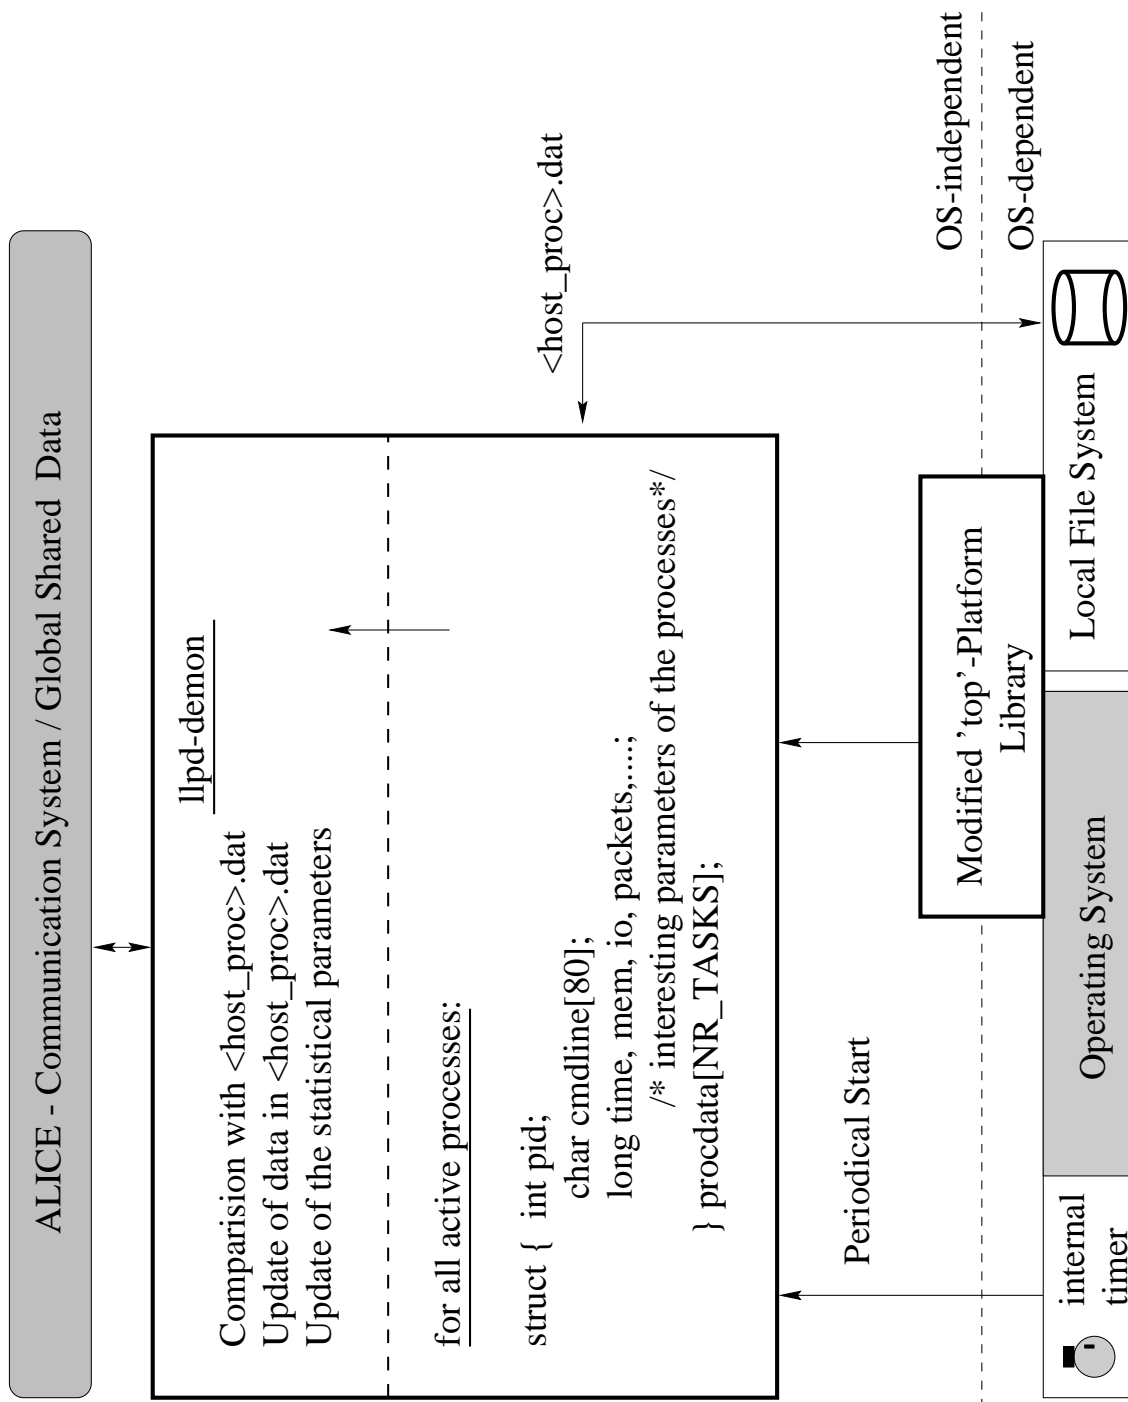 ALICE - Communication System / Global Shared Data
llpd-demon
Comparision with <host_proc>.dat
Update of data in <host_proc>.dat
Update of the statistical parameters
for all active processes:
struct { int pid;
char cmdline[80];
long time, mem, io, packets,....;
/* interesting parameters of the processes*/
} procdata[NR_TASKS];
<host_proc>.dat
Periodical Start
OS-independent
OS-dependent
Modified 'top'-Platform
Library
internal
timer
Operating System
Local File System